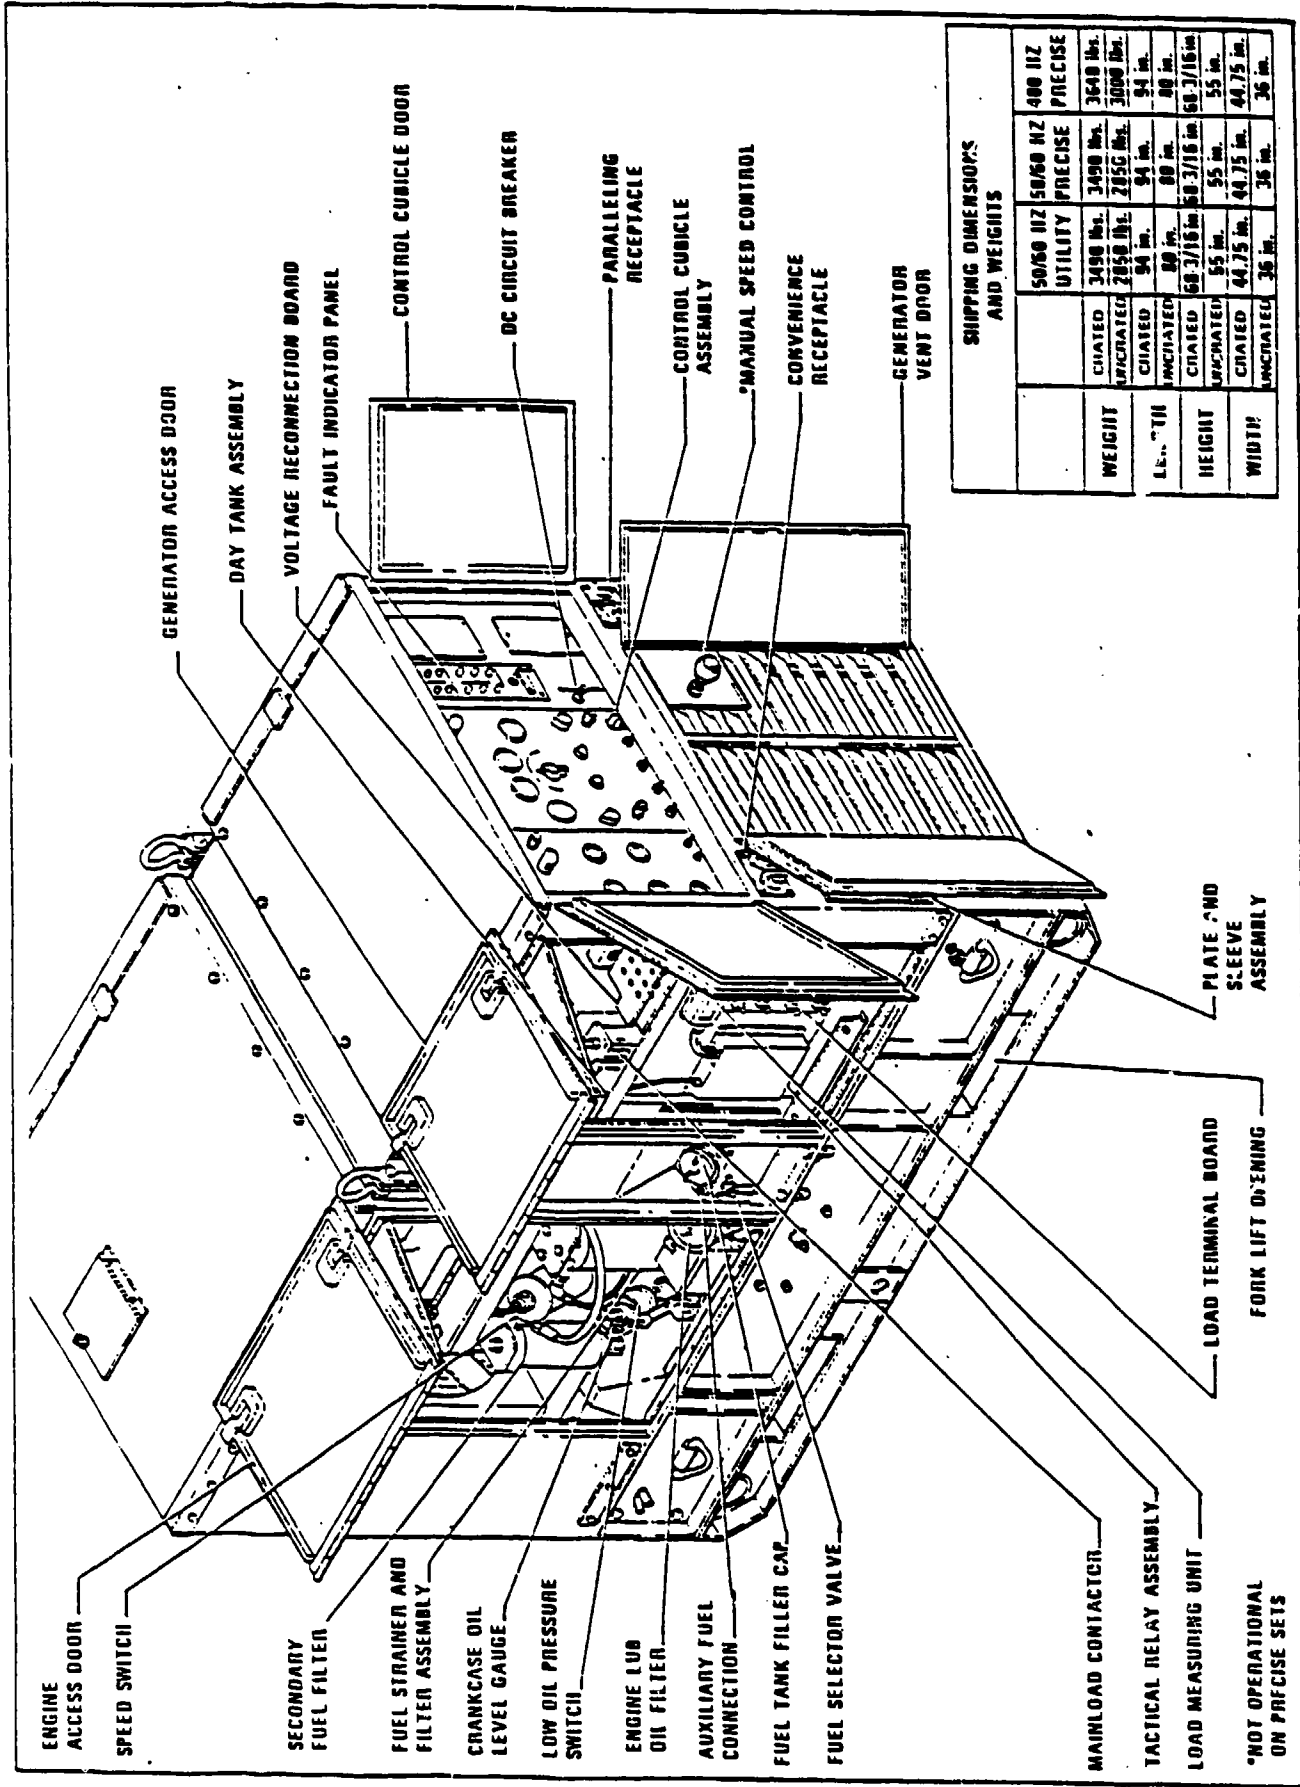 GENERATOR ACCESS DOOR
DAY TANK ASSEMBLY
VOLTAGE RECONNECTION BOARD
FAULT INDICATOR PANEL
CONTROL CUBICLE DOOR
DC CIRCUIT BREAKER
PARALLELING
RECEPTACLE
CONTROL CUBICLE
ASSEMBLY
*MANUAL SPEED CONTROL
CONVENIENCE
RECEPTACLE
GENERATOR
VENT DOOR
ENGINE
ACCESS DOOR
SPEED SWITCH
SECONDARY
FUEL FILTER
FUEL STRAINER AND
FILTER ASSEMBLY
CRANKCASE OIL
LEVEL GAUGE
LOW OIL PRESSURE
SWITCH
ENGINE LUB
OIL FILTER
AUXILIARY FUEL
CONNECTION
FUEL TANK FILLER CAP
FUEL SELECTOR VALVE
MAINLOAD CONTACTOR
TACTICAL RELAY ASSEMBLY
LOAD MEASURING UNIT
LOAD TERMINAL BOARD
FORK LIFT OPENING
PLATE AND
SLEEVE
ASSEMBLY
*NOT OPERATIONAL
ON PRECISE SETS
SHIPPING DIMENSIONS
AND WEIGHTS
50/60 HZ UTILITY 50/60 HZ PRECISE 400 HZ PRECISE
WEIGHT CRATED 3490 lbs. 3490 lbs. 3640 lbs.
UNCRATED 2850 lbs. 2850 lbs. 3000 lbs.
LENGTH CRATED 94 in. 94 in. 94 in.
UNCRATED 80 in. 80 in. 80 in.
HEIGHT CRATED 68-3/16 in. 68-3/16 in. 68-3/16 in.
UNCRATED 55 in. 55 in. 55 in.
WIDTH CRATED 44.75 in. 44.75 in. 44.75 in.
UNCRATED 36 in. 36 in. 36 in.